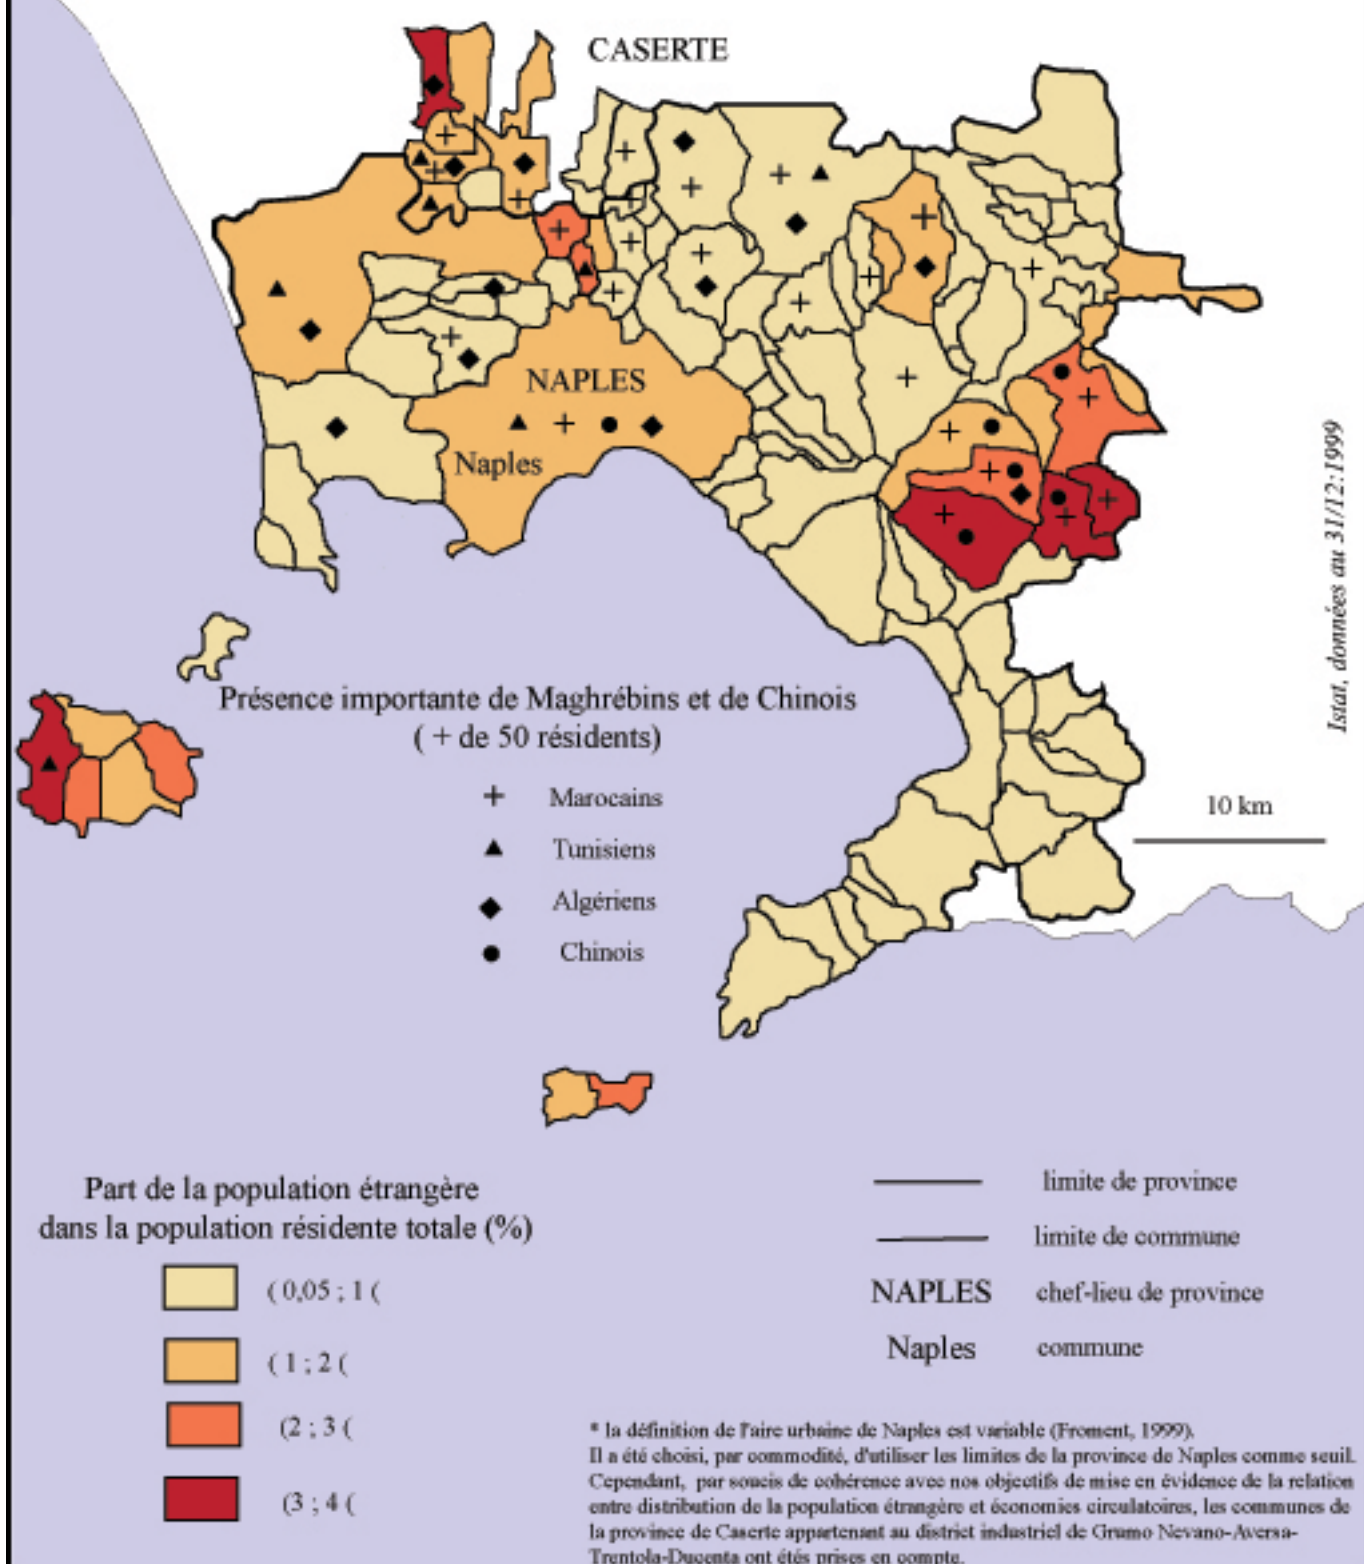 CASERTE
NAPLES
Naples
Istat, données au 31/12:1999
Présence importante de Maghrébins et de Chinois
( + de 50 résidents)
Marocains
Tunisiens
Algériens
Chinois
10 km
Part de la population étrangère
dans la population résidente totale (%)
( 0,05 ; 1 (
( 1 ; 2 (
(2 ; 3 (
(3 ; 4 (
limite de province
limite de commune
NAPLES chef-lieu de province
Naples commune
* la définition de l'aire urbaine de Naples est variable (Froment, 1999).
Il a été choisi, par commodité, d'utiliser les limites de la province de Naples comme seuil.
Cependant, par soucis de cohérence avec nos objectifs de mise en évidence de la relation
entre distribution de la population étrangère et économies circulatoires, les communes de
la province de Caserte appartenant au district industriel de Grumo Nevano-Aversa-
Trentola-Ducenta ont étés prises en compte.